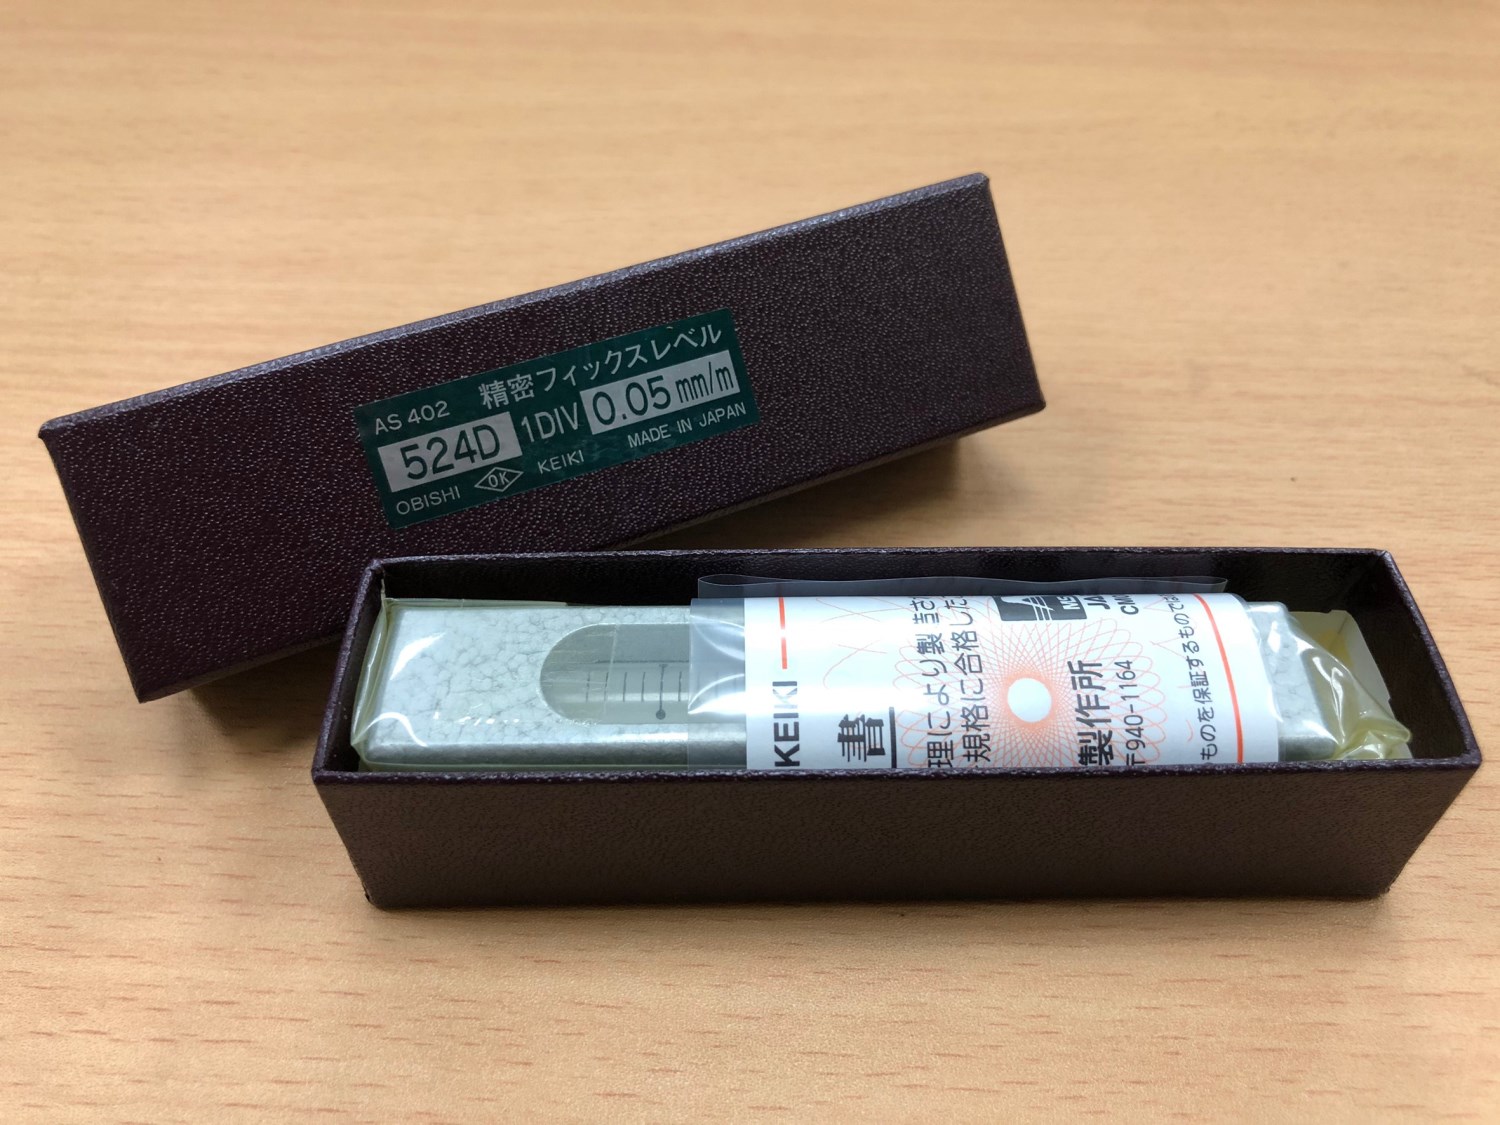 AS 402 精密フィックスレベル
524D 1DIV 0.05 mm/m
OBISHI OK KEIKI MADE IN JAPAN
KEIKI
書
理により製
規格に合格した
製作所
〒940-1164
ものを保証するものでは